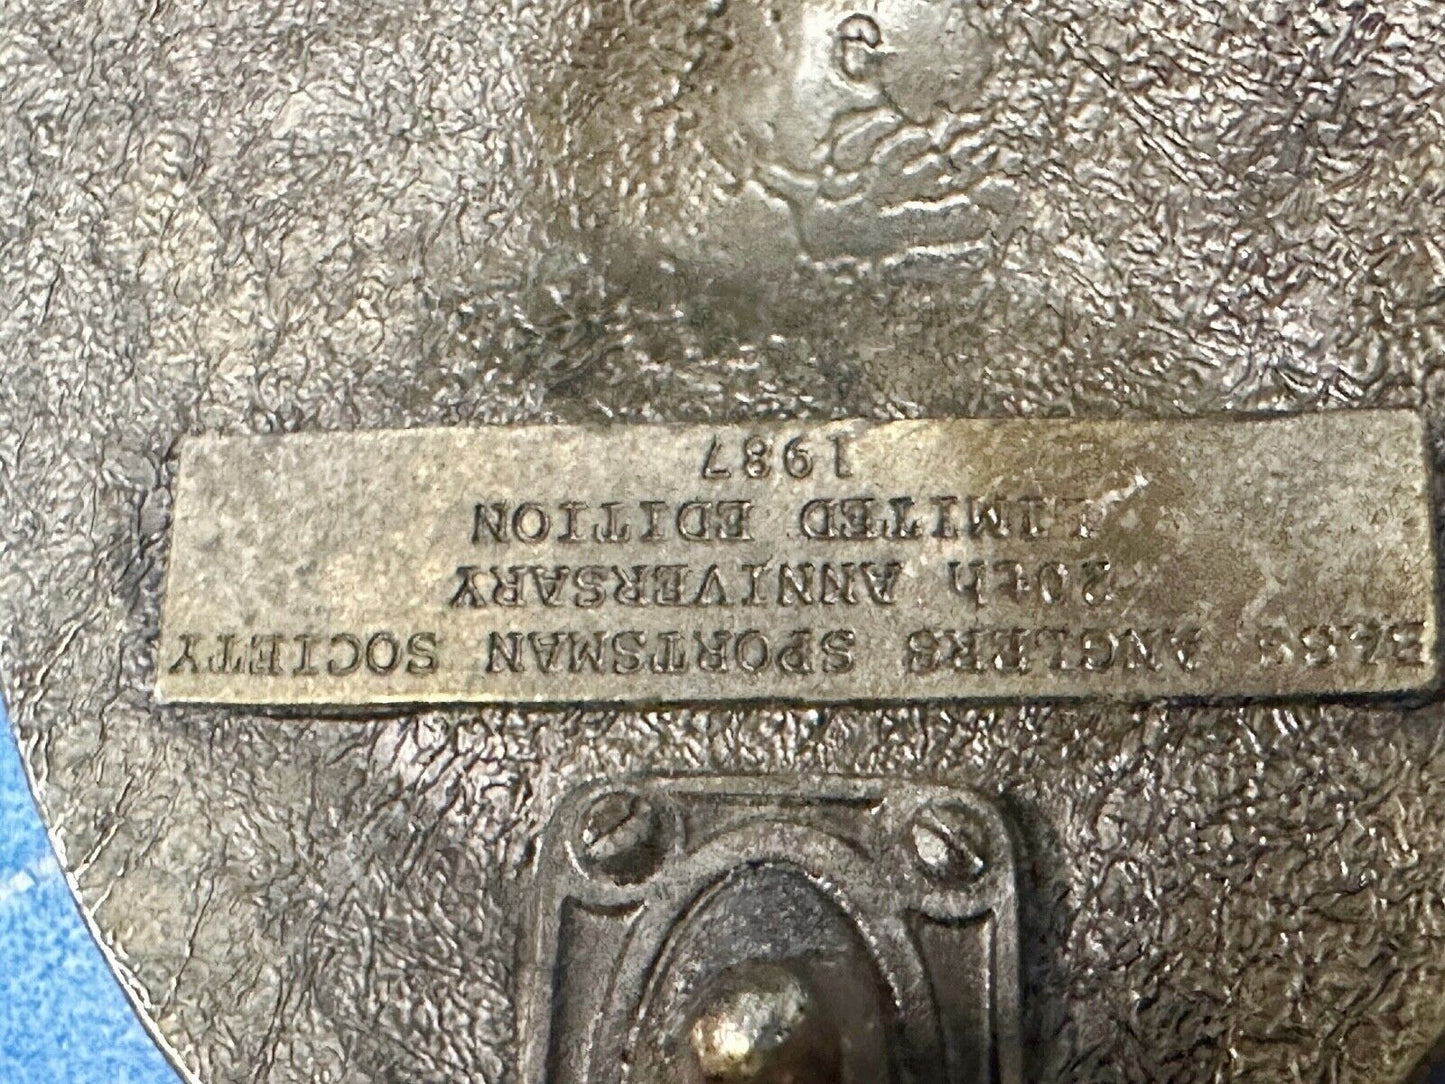 BASS ANGLERS SPORTSMAN SOCIETY
20th ANNIVERSARY
LIMITED EDITION
1987